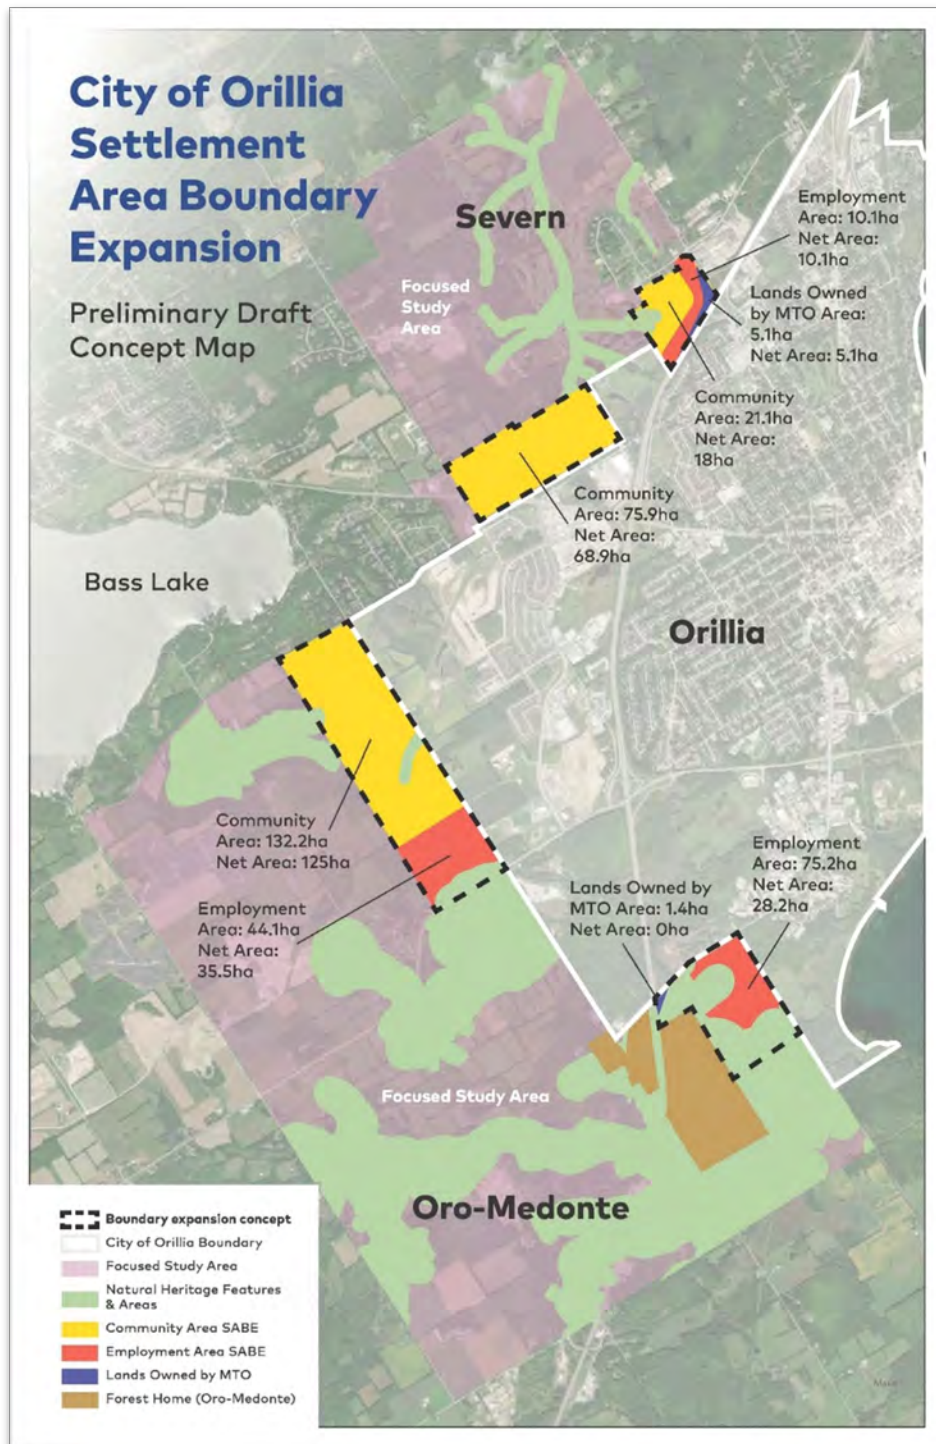 City of Orillia
Settlement
Area Boundary
Expansion
Preliminary Draft
Concept Map
Severn
Focused
Study
Area
Employment
Area: 10.1ha
Net Area:
10.1ha
Lands Owned
by MTO Area:
5.1ha
Net Area: 5.1ha
Community
Area: 21.1ha
Net Area:
18ha
Community
Area: 75.9ha
Net Area:
68.9ha
Bass Lake
Orillia
Community
Area: 132.2ha
Net Area: 125ha
Employment
Area: 44.1ha
Net Area:
35.5ha
Lands Owned by
MTO Area: 1.4ha
Net Area: 0ha
Employment
Area: 75.2ha
Net Area:
28.2ha
Focused Study Area
Oro-Medonte
Boundary expansion concept
City of Orillia Boundary
Focused Study Area
Natural Heritage Features
& Areas
Community Area SABE
Employment Area SABE
Lands Owned by MTO
Forest Home (Oro-Medonte)